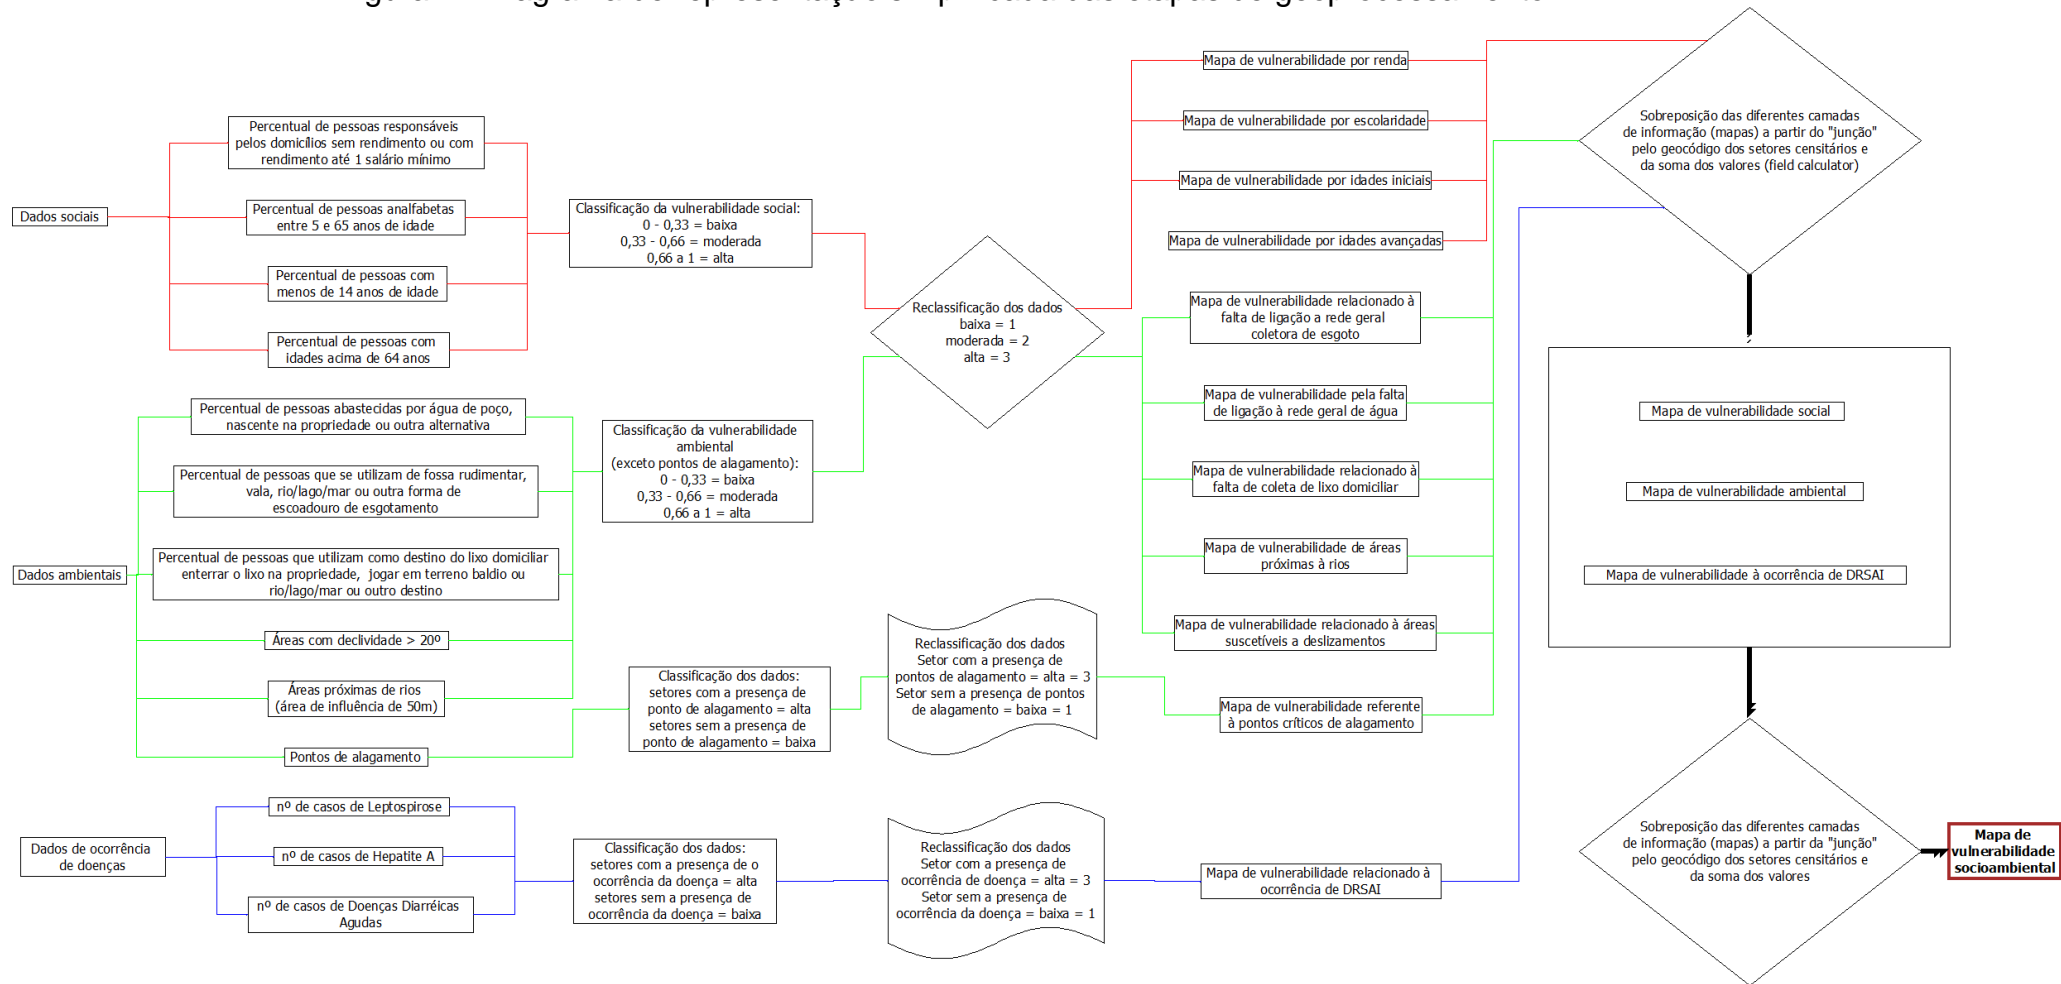 Dados sociais
Percentual de pessoas responsáveis
pelos domicílios sem rendimento ou com
rendimento até 1 salário mínimo
Percentual de pessoas analfabetas
entre 5 e 65 anos de idade
Percentual de pessoas com
menos de 14 anos de idade
Percentual de pessoas com
idades acima de 64 anos
Classificação da vulnerabilidade social:
0 - 0,33 = baixa
0,33 - 0,66 = moderada
0,66 a 1 = alta
Dados ambientais
Percentual de pessoas abastecidas por água de poço,
nascente na propriedade ou outra alternativa
Percentual de pessoas que se utilizam de fossa rudimentar,
vala, rio/lago/mar ou outra forma de
escoadouro de esgotamento
Percentual de pessoas que utilizam como destino do lixo domiciliar
enterrar o lixo na propriedade, jogar em terreno baldio ou
rio/lago/mar ou outro destino
Áreas com declividade > 20º
Áreas próximas de rios
(área de influência de 50m)
Pontos de alagamento
Classificação da vulnerabilidade
ambiental
(exceto pontos de alagamento):
0 - 0,33 = baixa
0,33 - 0,66 = moderada
0,66 a 1 = alta
Classificação dos dados:
setores com a presença de
ponto de alagamento = alta
setores sem a presença de
ponto de alagamento = baixa
Dados de ocorrência
de doenças
nº de casos de Leptospirose
nº de casos de Hepatite A
nº de casos de Doenças Diarréicas
Agudas
Classificação dos dados:
setores com a presença de o
ocorrência da doença = alta
setores sem a presença de
ocorrência da doença = baixa
Reclassificação dos dados
baixa = 1
moderada = 2
alta = 3
Reclassificação dos dados
Setor com a presença de
pontos de alagamento = alta = 3
Setor sem a presença de pontos
de alagamento = baixa = 1
Reclassificação dos dados
Setor com a presença de
ocorrência de doença = alta = 3
Setor sem a presença de
ocorrência da doença = baixa = 1
Mapa de vulnerabilidade por renda
Mapa de vulnerabilidade por escolaridade
Mapa de vulnerabilidade por idades iniciais
Mapa de vulnerabilidade por idades avançadas
Mapa de vulnerabilidade relacionado à
falta de ligação a rede geral
coletora de esgoto
Mapa de vulnerabilidade pela falta
de ligação à rede geral de água
Mapa de vulnerabilidade relacionado à
falta de coleta de lixo domiciliar
Mapa de vulnerabilidade de áreas
próximas à rios
Mapa de vulnerabilidade relacionado à áreas
suscetíveis a deslizamentos
Mapa de vulnerabilidade referente
à pontos críticos de alagamento
Mapa de vulnerabilidade relacionado à
ocorrência de DRSAI
Sobreposição das diferentes camadas
de informação (mapas) a partir do "junção"
pelo geocódigo dos setores censitários e
da soma dos valores (field calculator)
Mapa de vulnerabilidade social
Mapa de vulnerabilidade ambiental
Mapa de vulnerabilidade à ocorrência de DRSAI
Sobreposição das diferentes camadas
de informação (mapas) a partir da "junção"
pelo geocódigo dos setores censitários e
da soma dos valores
Mapa de
vulnerabilidade
socioambiental